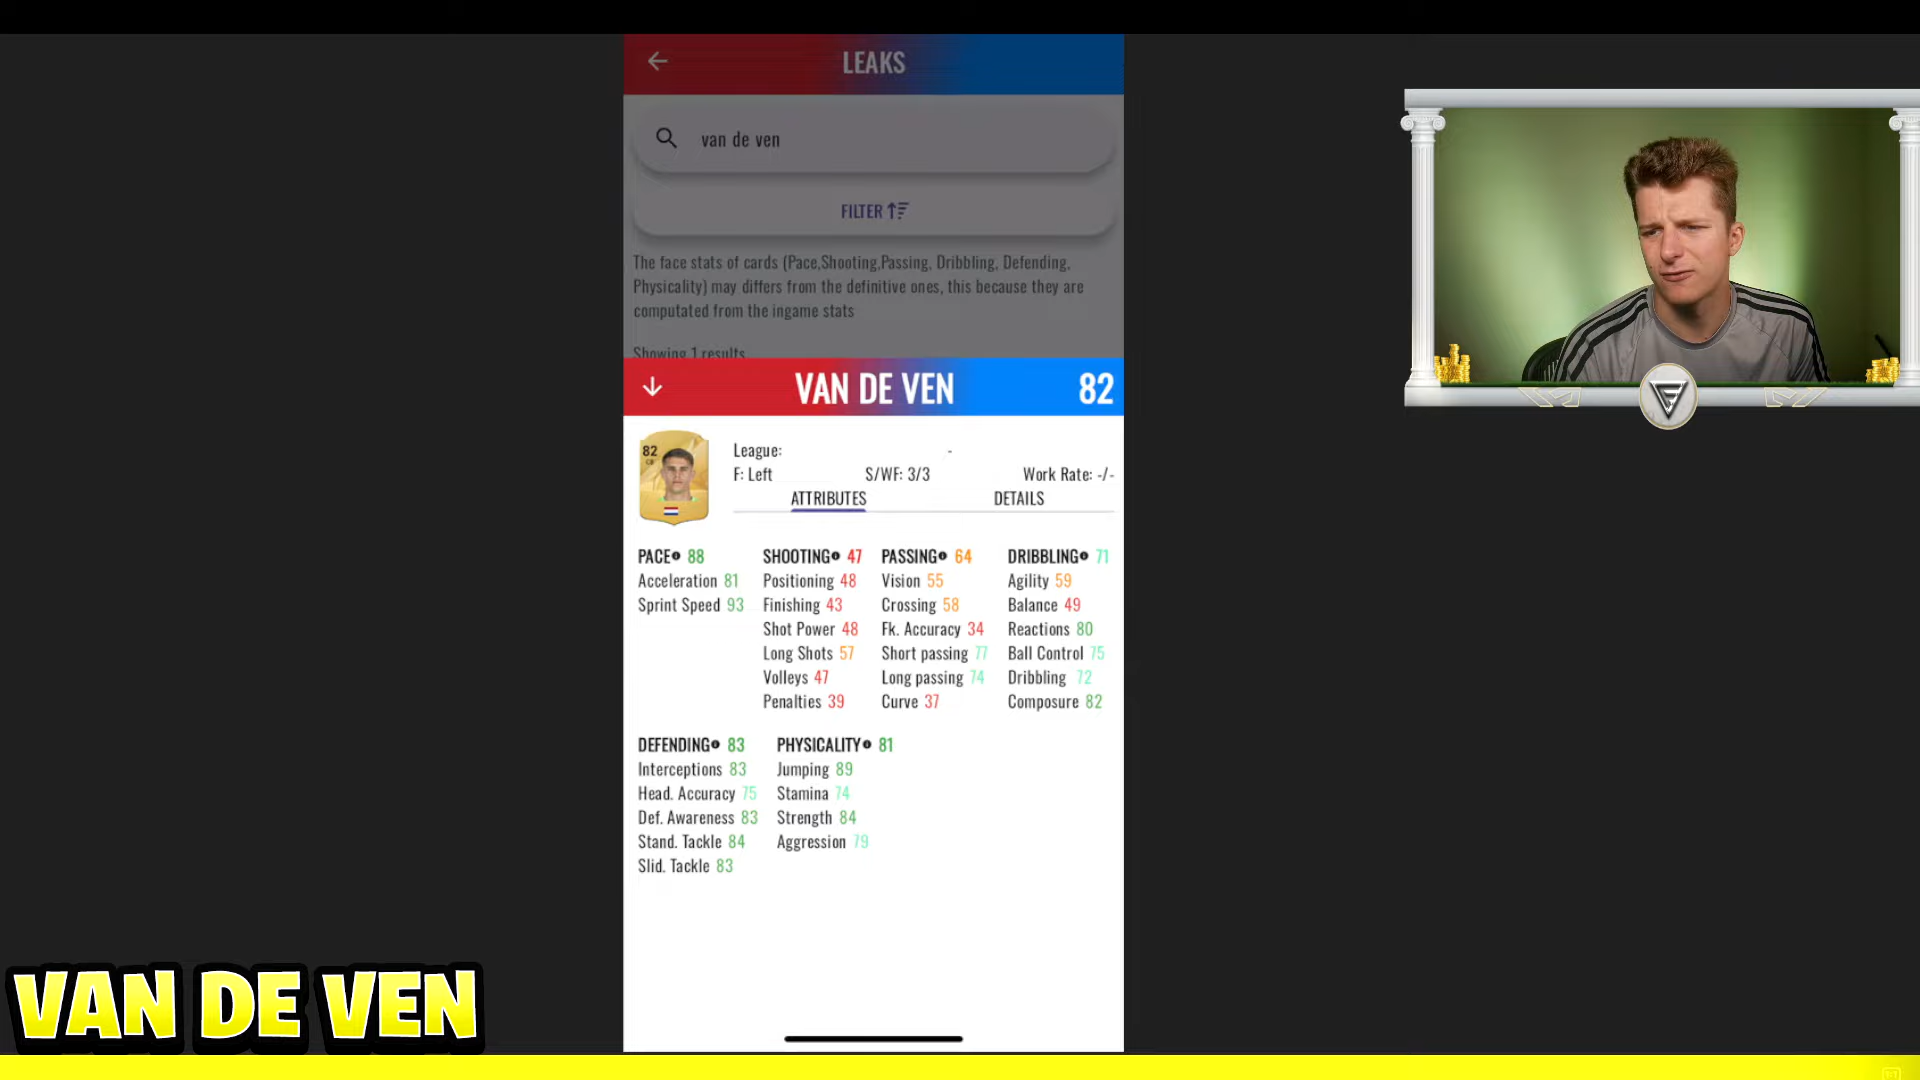 LEAKS
van de ven
FILTER
The face stats of cards (Pace,Shooting,Passing, Dribbling, Defending,
Physicality) may differs from the definitive ones, this because they are
computated from the ingame stats
Showing 1 results
VAN DE VEN 82
82
CB
League: -
F: Left S/WF: 3/3 Work Rate: -/-
ATTRIBUTES DETAILS
PACE 88 SHOOTING 47 PASSING 64 DRIBBLING 71
Acceleration 81 Positioning 48 Vision 55 Agility 59
Sprint Speed 93 Finishing 43 Crossing 58 Balance 49
Shot Power 48 Fk. Accuracy 34 Reactions 80
Long Shots 57 Short passing 77 Ball Control 75
Volleys 47 Long passing 74 Dribbling 72
Penalties 39 Curve 37 Composure 82
DEFENDING 83 PHYSICALITY 81
Interceptions 83 Jumping 89
Head. Accuracy 75 Stamina 74
Def. Awareness 83 Strength 84
Stand. Tackle 84 Aggression 79
Slid. Tackle 83
VAN DE VEN